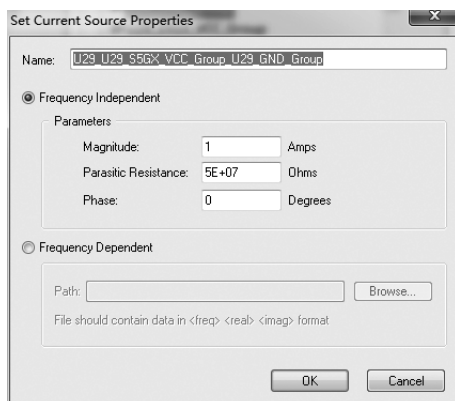 Set Current Source Properties
Name: U29_U29_S5GX_VCC_Group_U29_GND_Group
Frequency Independent
Parameters
Magnitude: 1 Amps
Parasitic Resistance: 5E+07 Ohms
Phase: 0 Degrees
Frequency Dependent
Path: Browse...
File should contain data in <freq> <real> <imag> format
OK Cancel